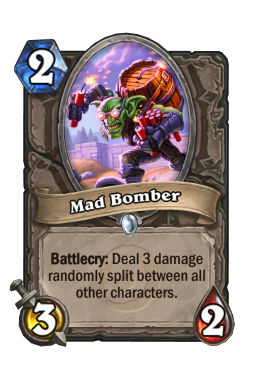 2
Mad Bomber
Battlecry: Deal 3 damage
randomly split between all
other characters.
3
2